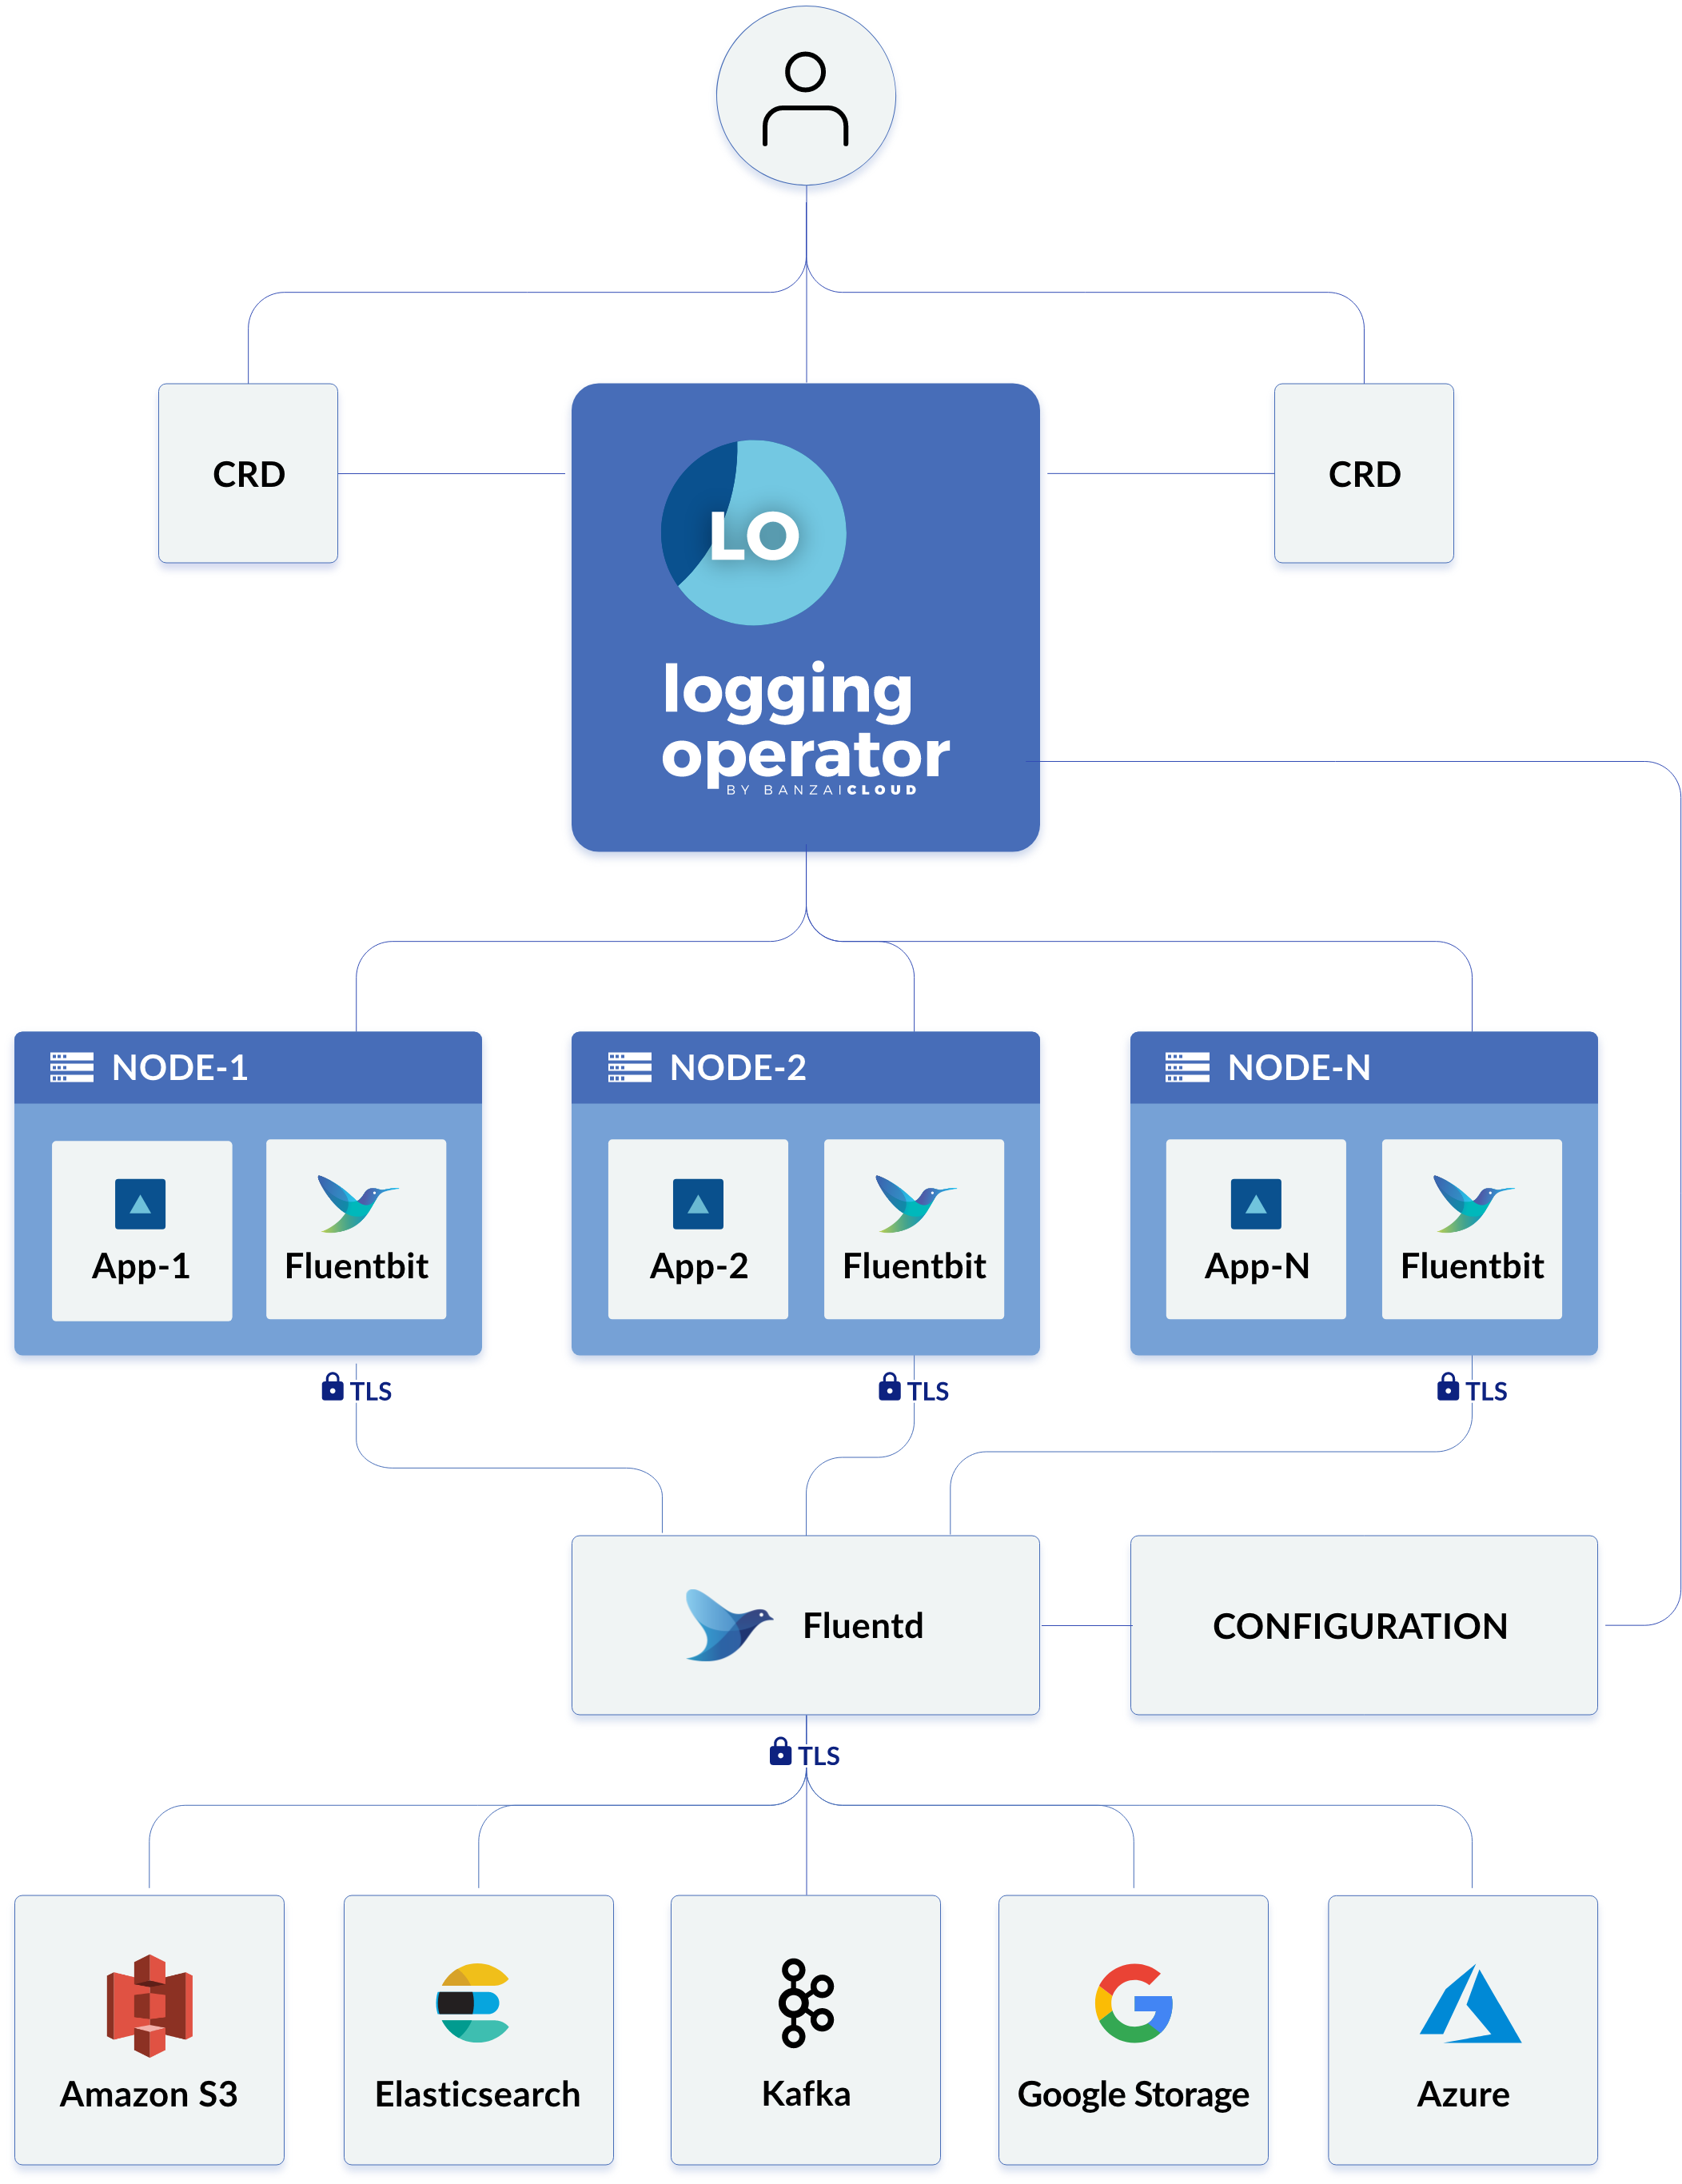 CRD
CRD
LO
logging
operator
BY BANZAICLOUD
NODE-1
NODE-2
NODE-N
App-1
Fluentbit
App-2
Fluentbit
App-N
Fluentbit
TLS
TLS
TLS
Fluentd
CONFIGURATION
TLS
Amazon S3
Elasticsearch
Kafka
Google Storage
Azure